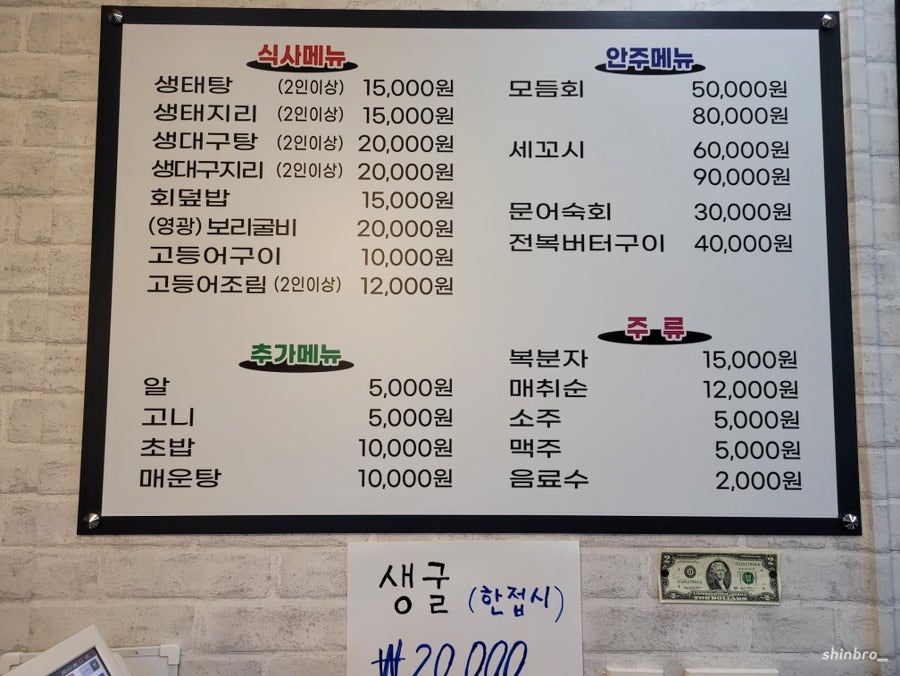 식사메뉴
생태탕 (2인이상) 15,000원
생태지리 (2인이상) 15,000원
생대구탕 (2인이상) 20,000원
생대구지리 (2인이상) 20,000원
회덮밥 15,000원
(영광) 보리굴비 20,000원
고등어구이 10,000원
고등어조림 (2인이상) 12,000원
추가메뉴
알 5,000원
고니 5,000원
초밥 10,000원
매운탕 10,000원
안주메뉴
모듬회 50,000원
80,000원
세꼬시 60,000원
90,000원
문어숙회 30,000원
전복버터구이 40,000원
주 류
복분자 15,000원
매취순 12,000원
소주 5,000원
맥주 5,000원
음료수 2,000원
생굴 (한접시)
₩20,000
TWO DOLLARS
shinbro_